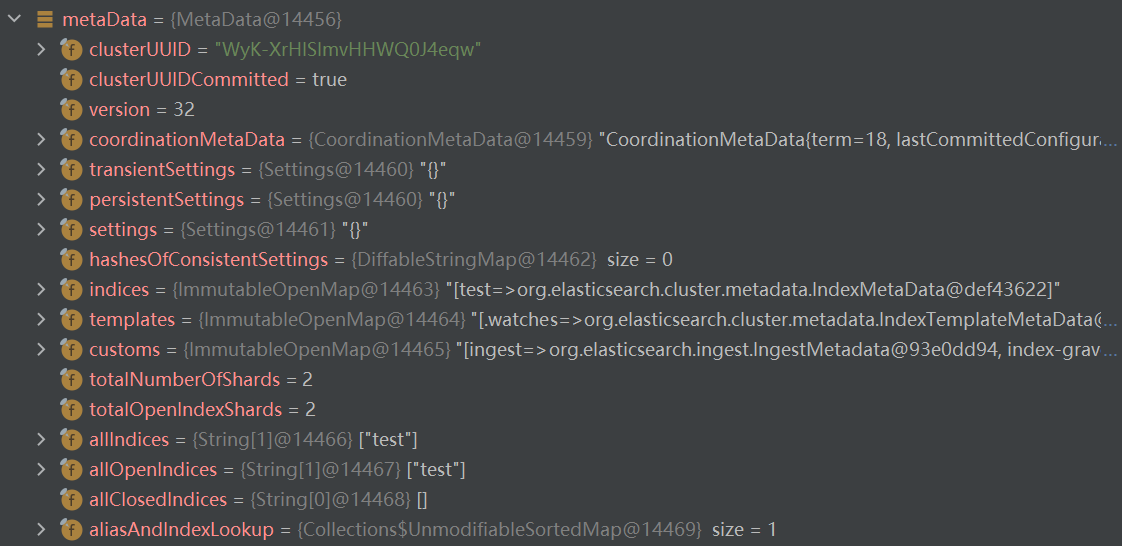 metaData = {MetaData@14456}
clusterUUID = "WyK-XrHISImvHHWQ0J4eqw"
clusterUUIDCommitted = true
version = 32
coordinationMetaData = {CoordinationMetaData@14459} "CoordinationMetaData{term=18, lastCommittedConfigura...
transientSettings = {Settings@14460} "{}"
persistentSettings = {Settings@14460} "{}"
settings = {Settings@14461} "{}"
hashesOfConsistentSettings = {DiffableStringMap@14462} size = 0
indices = {ImmutableOpenMap@14463} "[test=>org.elasticsearch.cluster.metadata.IndexMetaData@def43622]"
templates = {ImmutableOpenMap@14464} "[.watches=>org.elasticsearch.cluster.metadata.IndexTemplateMetaData@...
customs = {ImmutableOpenMap@14465} "[ingest=>org.elasticsearch.ingest.IngestMetadata@93e0dd94, index-grav...
totalNumberOfShards = 2
totalOpenIndexShards = 2
allIndices = {String[1]@14466} ["test"]
allOpenIndices = {String[1]@14467} ["test"]
allClosedIndices = {String[0]@14468} []
aliasAndIndexLookup = {Collections$UnmodifiableSortedMap@14469} size = 1